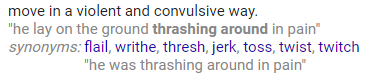 move in a violent and convulsive way.
"he lay on the ground thrashing around in pain"
synonyms: flail, writhe, thresh, jerk, toss, twist, twitch
"he was thrashing around in pain"